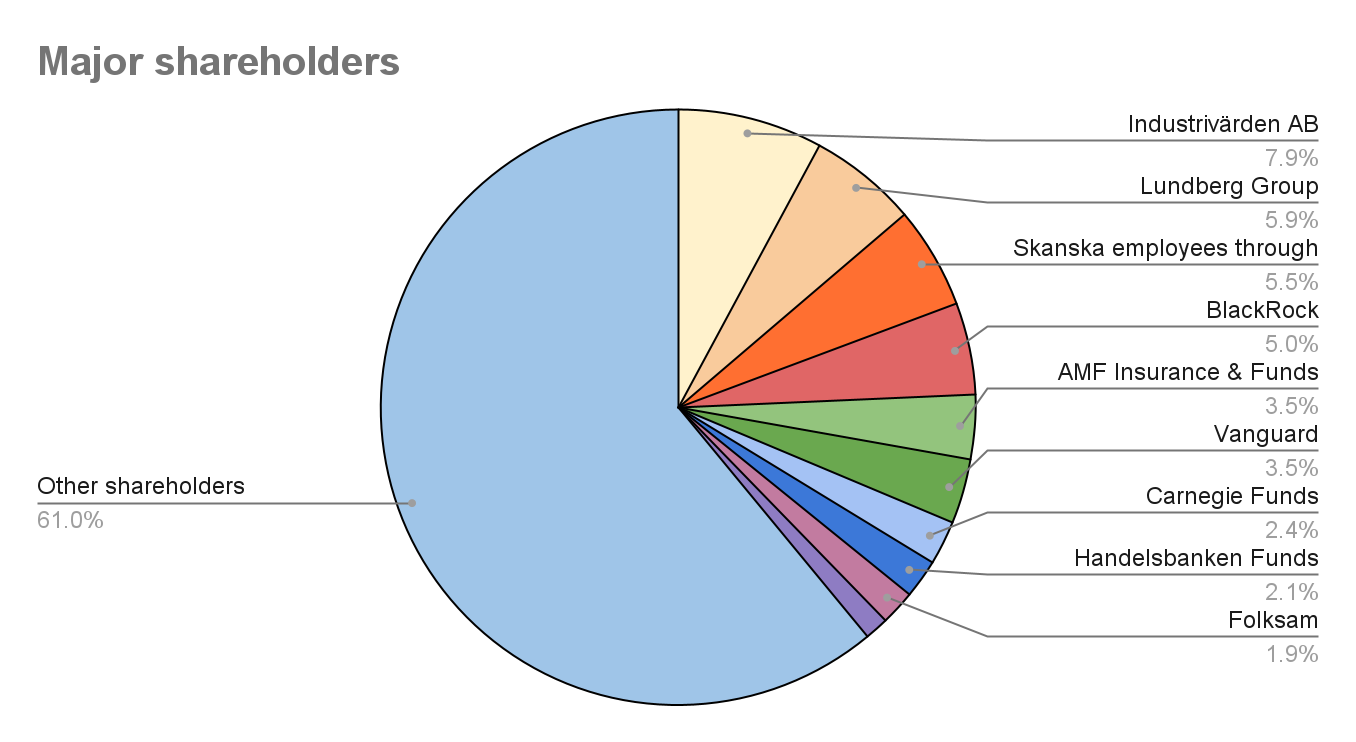 Major shareholders
Industrivärden AB
7.9%
Lundberg Group
5.9%
Skanska employees through
5.5%
BlackRock
5.0%
AMF Insurance & Funds
3.5%
Vanguard
3.5%
Carnegie Funds
2.4%
Handelsbanken Funds
2.1%
Folksam
1.9%
Other shareholders
61.0%